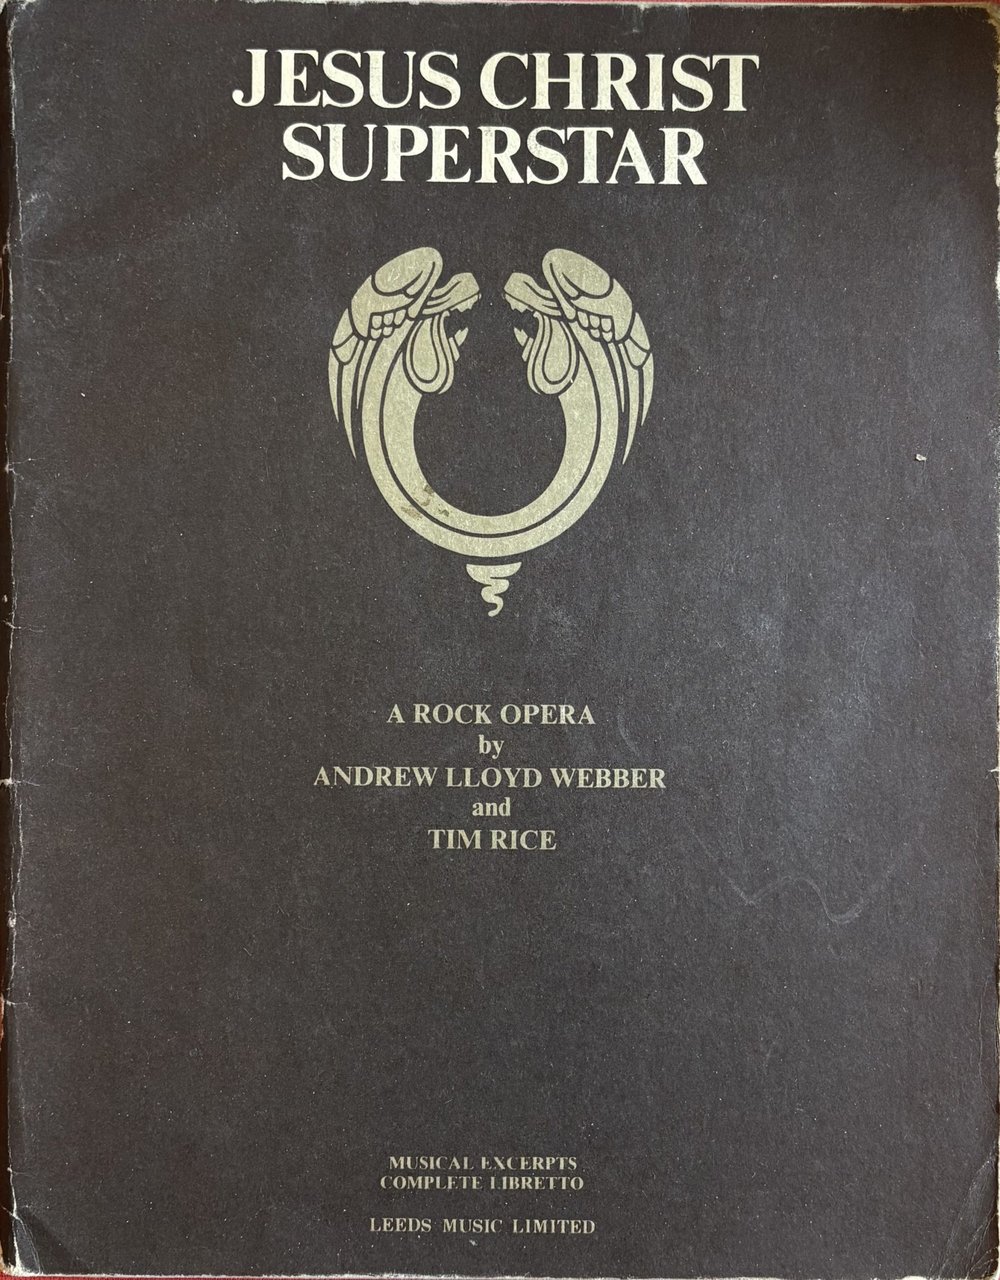 JESUS CHRIST
SUPERSTAR
A ROCK OPERA
by
ANDREW LLOYD WEBBER
and
TIM RICE
MUSICAL EXCERPTS
COMPLETE LIBRETTO
LEEDS MUSIC LIMITED